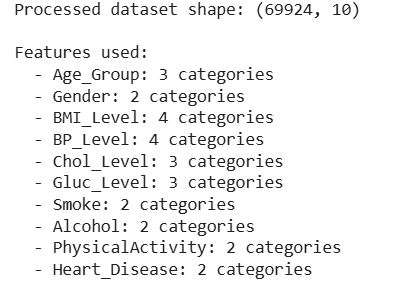 Processed dataset shape: (69924, 10)
Features used:
- Age_Group: 3 categories
- Gender: 2 categories
- BMI_Level: 4 categories
- BP_Level: 4 categories
- Chol_Level: 3 categories
- Gluc_Level: 3 categories
- Smoke: 2 categories
- Alcohol: 2 categories
- PhysicalActivity: 2 categories
- Heart_Disease: 2 categories